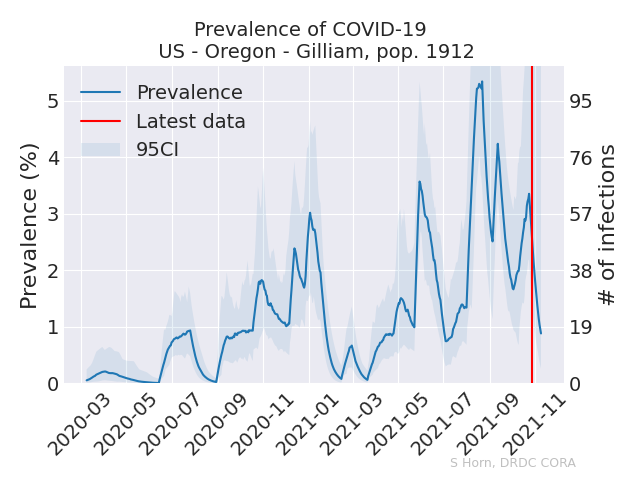 Prevalence of COVID-19
US - Oregon - Gilliam, pop. 1912
Prevalence
Latest data
95CI
Prevalence (%)
5
4
3
2
1
0
# of infections
95
76
57
38
19
0
2020-03
2020-05
2020-07
2020-09
2020-11
2021-01
2021-03
2021-05
2021-07
2021-09
2021-11
S Horn, DRDC CORA